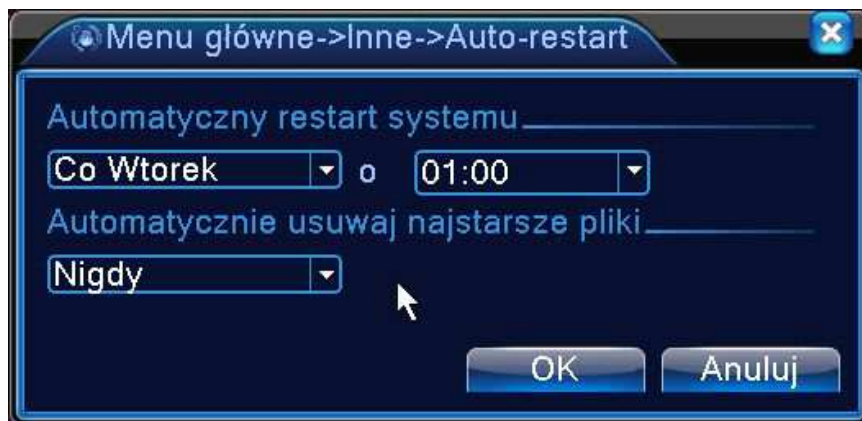 Menu główne->Inne->Auto-restart
Automatyczny restart systemu
Co Wtorek o 01:00
Automatycznie usuwaj najstarsze pliki
Nigdy
OK Anuluj